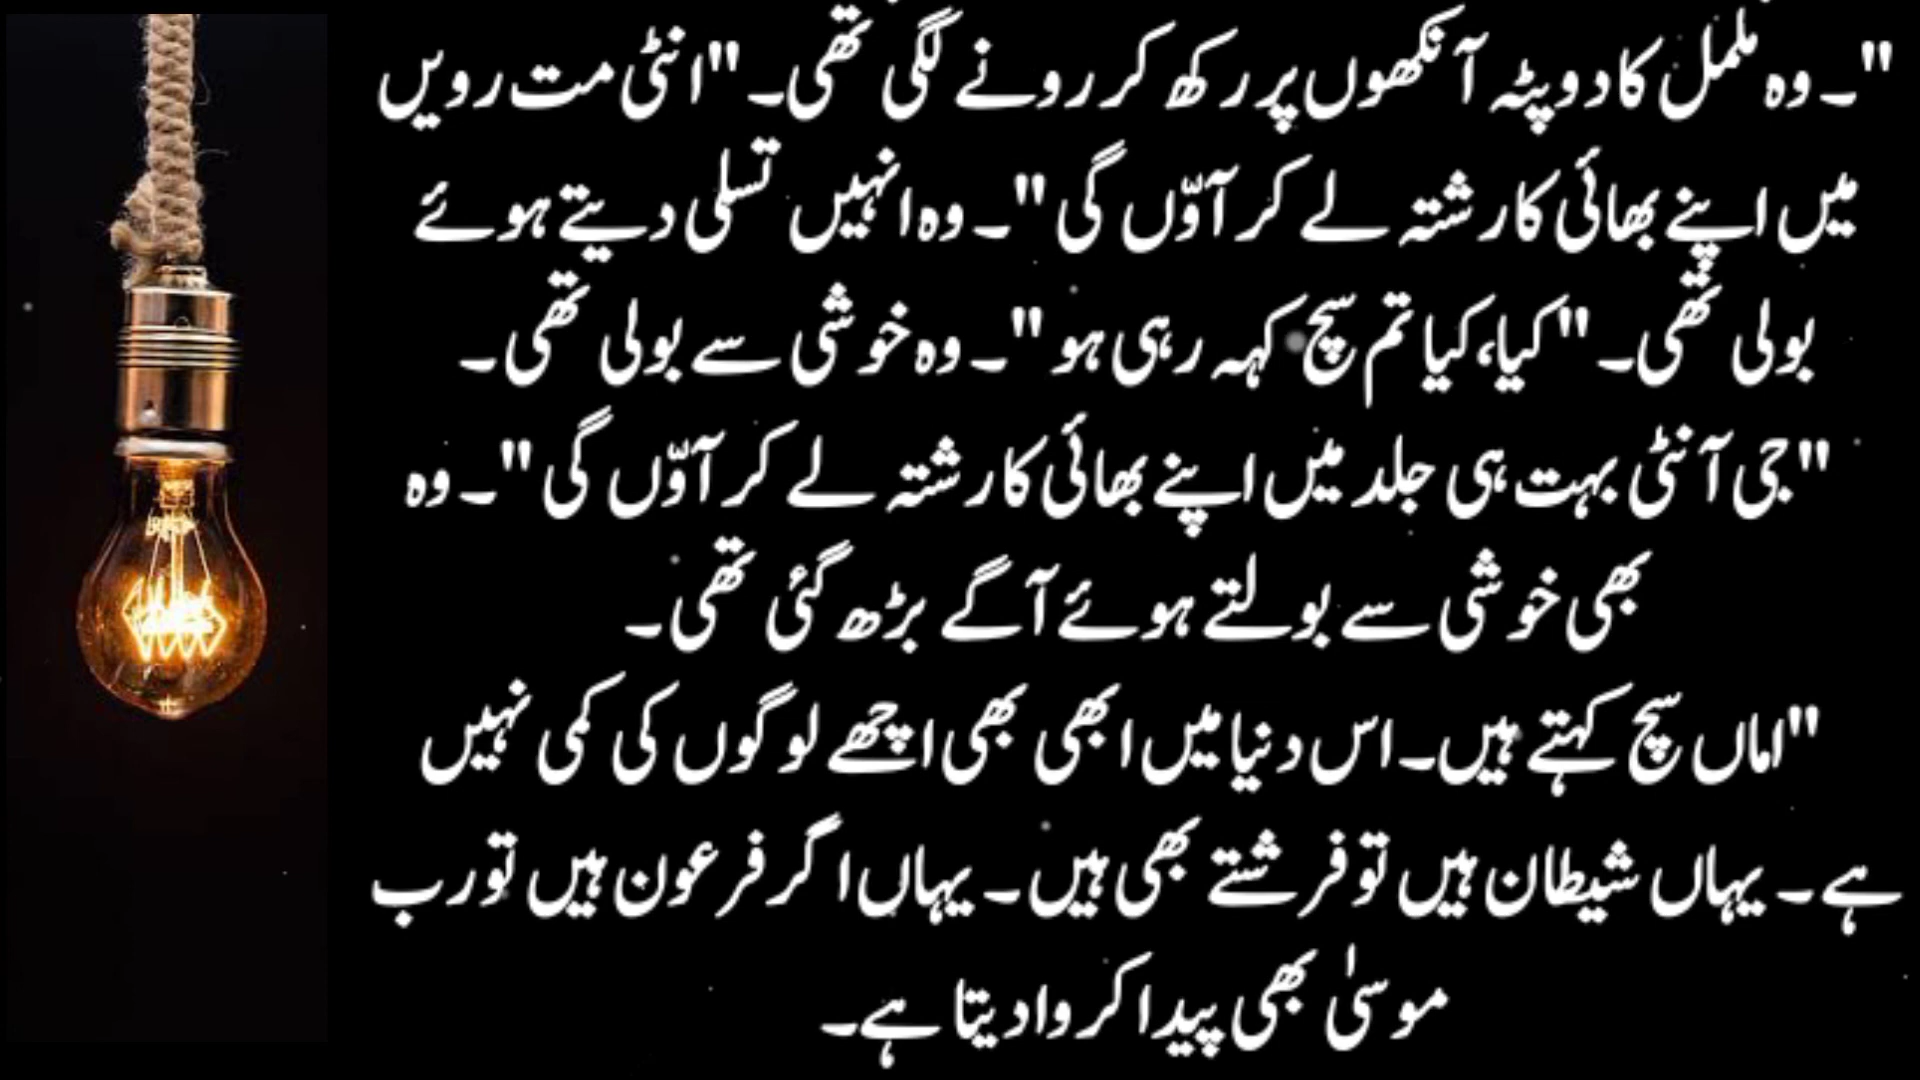 "۔ وہ ململ کا دوپٹہ آنکھوں پر رکھ کر رونے لگی تھی۔ "انٹی مت رویں
میں اپنے بھائی کا رشتہ لے کر آوّں گی"۔ وہ انہیں تسلی دیتے ہوئے
بولی تھی۔ "کیا، کیا تم سچ کہہ رہی ہو"۔ وہ خوشی سے بولی تھی۔
"جی آنٹی بہت ہی جلد میں اپنے بھائی کا رشتہ لے کر آوّں گی"۔ وہ
بھی خوشی سے بولتے ہوئے آگے بڑھ گئی تھی۔
"اماں سچ کہتے ہیں۔ اس دنیا میں ابھی بھی اچھے لوگوں کی کمی نہیں
ہے۔ یہاں شیطان ہیں تو فرشتے بھی ہیں۔ یہاں اگر فرعون ہیں تو رب
موسیٰ بھی پیدا کروا دیتا ہے۔